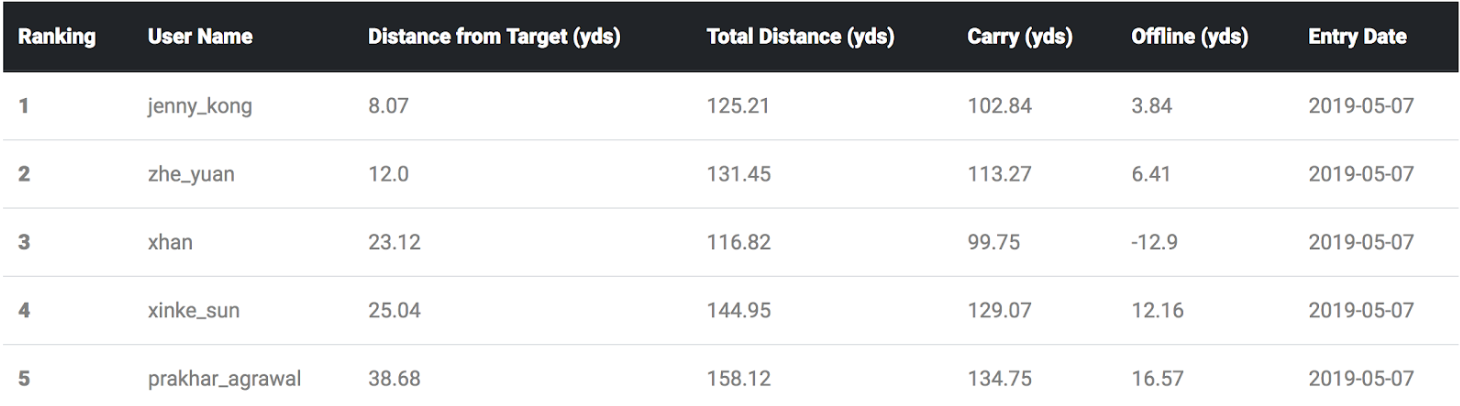 Ranking User Name Distance from Target (yds) Total Distance (yds) Carry (yds) Offline (yds) Entry Date
1 jenny_kong 8.07 125.21 102.84 3.84 2019-05-07
2 zhe_yuan 12.0 131.45 113.27 6.41 2019-05-07
3 xhan 23.12 116.82 99.75 -12.9 2019-05-07
4 xinke_sun 25.04 144.95 129.07 12.16 2019-05-07
5 prakhar_agrawal 38.68 158.12 134.75 16.57 2019-05-07